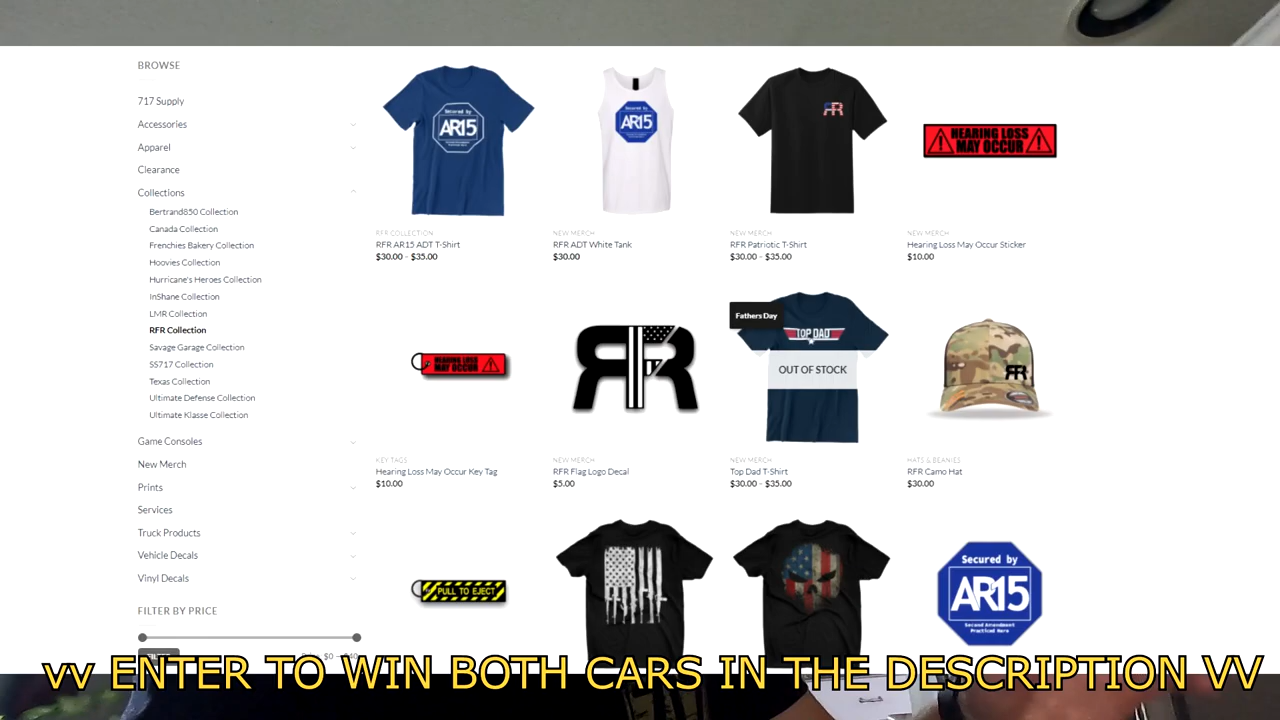 BROWSE
717 Supply
Accessories
Apparel
Clearance
Collections
Bertrand850 Collection
Canada Collection
Frenchies Bakery Collection
Hoovies Collection
Hurricane's Heroes Collection
InShane Collection
LMR Collection
RFR Collection
Savage Garage Collection
SS717 Collection
Texas Collection
Ultimate Defense Collection
Ultimate Klasse Collection
Game Consoles
New Merch
Prints
Services
Truck Products
Vehicle Decals
Vinyl Decals
FILTER BY PRICE
Secured by
AR15
Secured by
AR15
HEARING LOSS
MAY OCCUR
RFR COLLECTION
RFR AR15 ADT T-Shirt
$30.00 - $35.00
NEW MERCH
RFR ADT White Tank
$30.00
NEW MERCH
RFR Patriotic T-Shirt
$30.00 - $35.00
NEW MERCH
Hearing Loss May Occur Sticker
$10.00
HEARING LOSS
MAY OCCUR
Fathers Day
TOP DAD
OUT OF STOCK
KEY TAGS
Hearing Loss May Occur Key Tag
$10.00
NEW MERCH
RFR Flag Logo Decal
$5.00
NEW MERCH
Top Dad T-Shirt
$30.00 - $35.00
HATS & BEANIES
RFR Camo Hat
$30.00
PULL TO EJECT
Secured by
AR15
Second Amendment
Practiced Here
vv ENTER TO WIN BOTH CARS IN THE DESCRIPTION VV